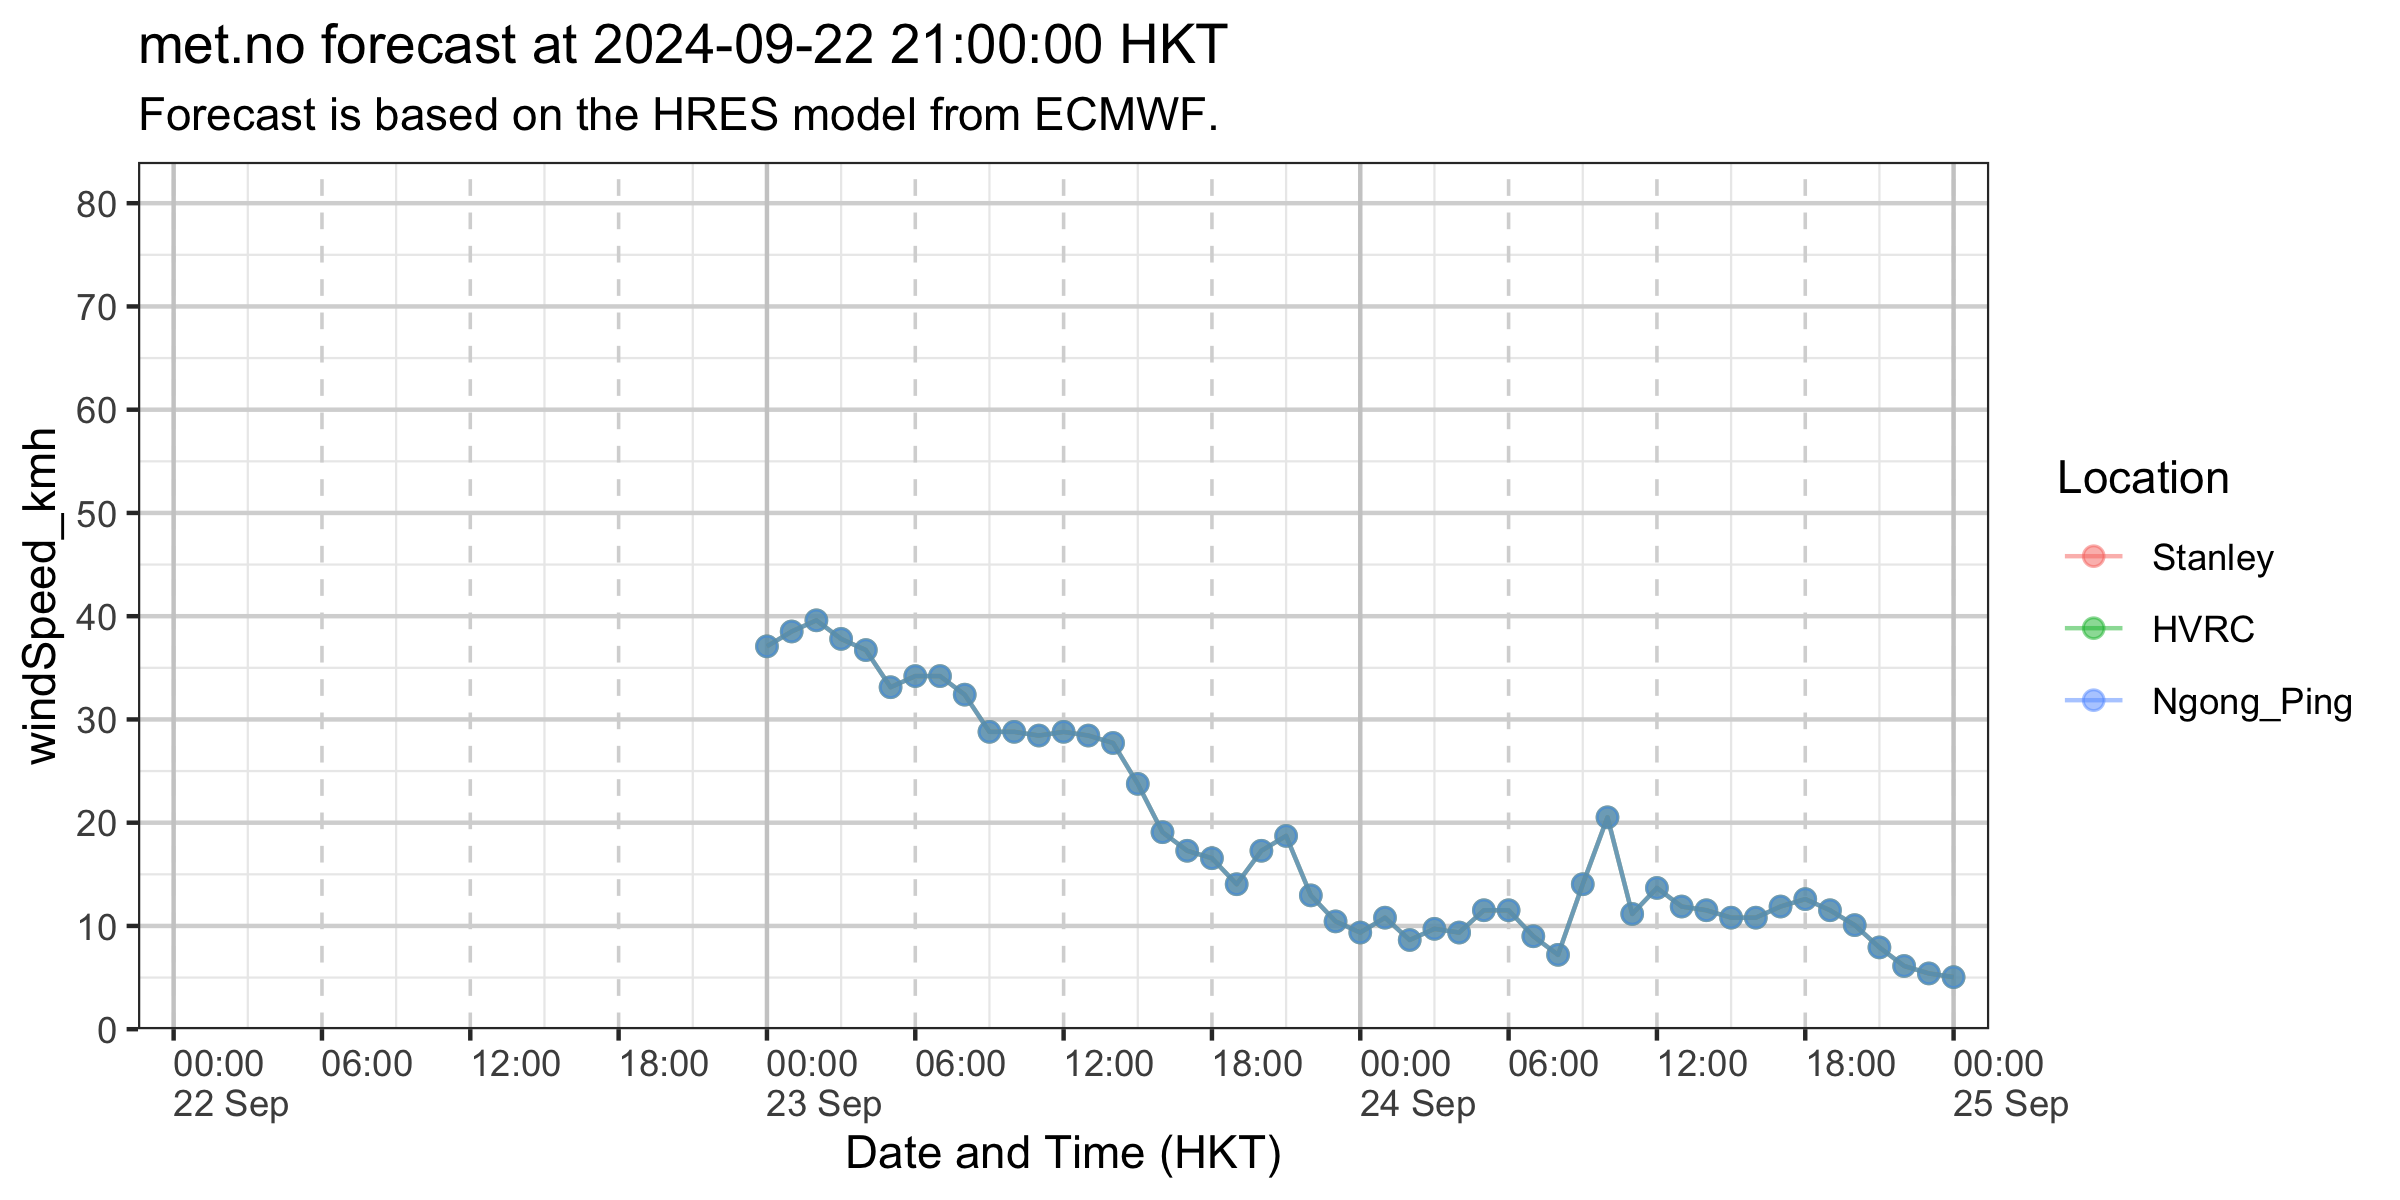 met.no forecast at 2024-09-22 21:00:00 HKT
Forecast is based on the HRES model from ECMWF.
windSpeed_kmh
80
70
60
50
40
30
20
10
0
00:00 06:00 12:00 18:00 00:00 06:00 12:00 18:00 00:00 06:00 12:00 18:00 00:00
22 Sep 23 Sep 24 Sep 25 Sep
Date and Time (HKT)
Location
Stanley
HVRC
Ngong_Ping